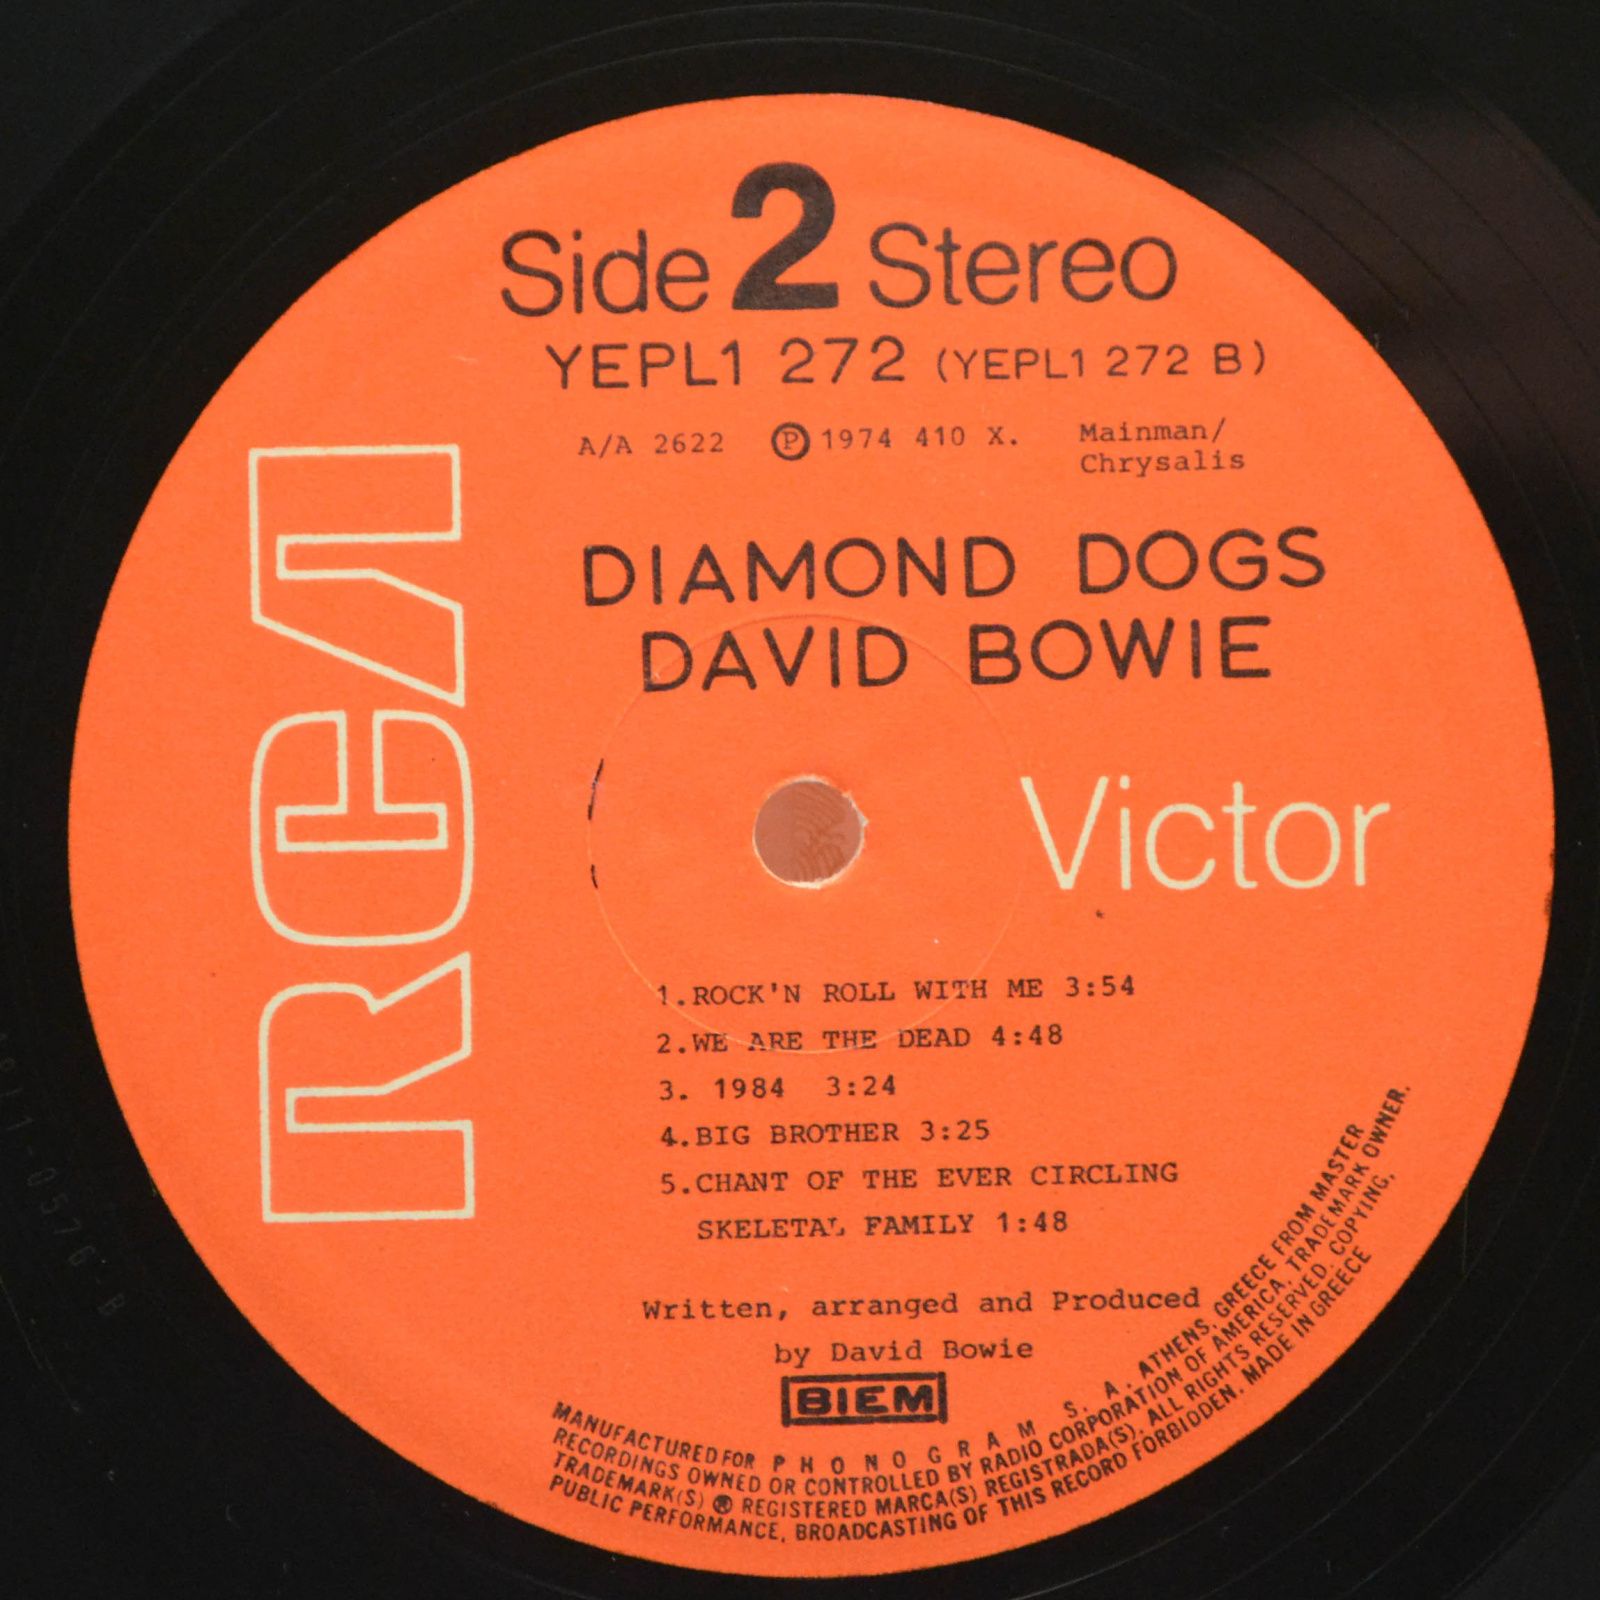 Side 2 Stereo
YEPL1 272 (YEPL1 272 B)
A/A 2622 Ⓟ 1974 410 X. Mainman/
Chrysalis
DIAMOND DOGS
DAVID BOWIE
RCA
Victor
1.ROCK'N ROLL WITH ME 3:54
2.WE ARE THE DEAD 4:48
3. 1984 3:24
4.BIG BROTHER 3:25
5.CHANT OF THE EVER CIRCLING
SKELETAL FAMILY 1:48
Written, arranged and Produced
by David Bowie
BIEM
MANUFACTURED FOR PHONOGRAM S. A. ATHENS, GREECE FROM MASTER
RECORDINGS OWNED OR CONTROLLED BY RADIO CORPORATION OF AMERICA, TRADEMARK OWNER.
TRADEMARK(S) ® REGISTERED MARCA(S) REGISTRADA(S). ALL RIGHTS RESERVED. COPYING,
PUBLIC PERFORMANCE, BROADCASTING OF THIS RECORD FORBIDDEN. MADE IN GREECE